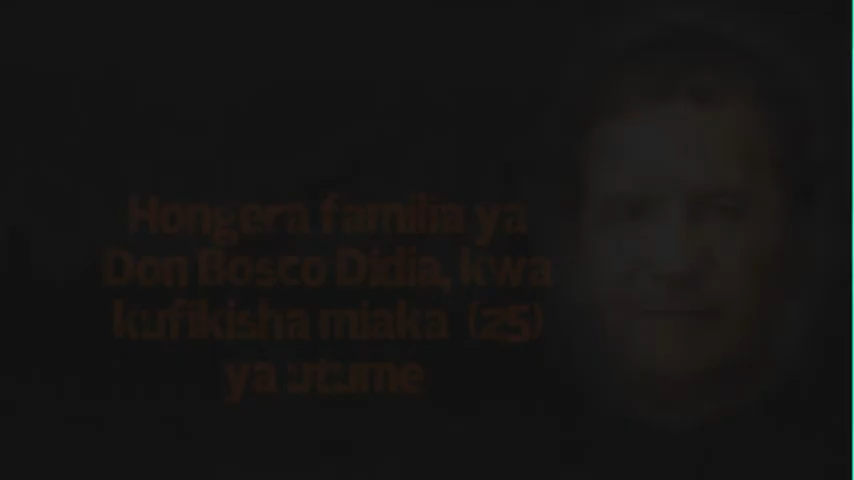 Hongera familia ya
Don Bosco Didia, kwa
kufikisha miaka (25)
ya utume